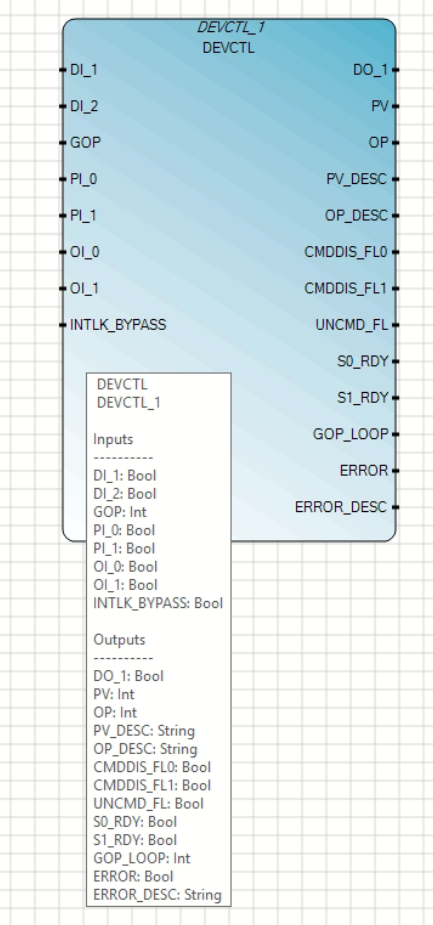 DEVCTL_1
DEVCTL
DI_1 DO_1
DI_2 PV
GOP OP
PI_0 PV_DESC
PI_1 OP_DESC
OI_0 CMDDIS_FL0
OI_1 CMDDIS_FL1
INTLK_BYPASS UNCMD_FL
S0_RDY
S1_RDY
GOP_LOOP
ERROR
ERROR_DESC
DEVCTL
DEVCTL_1
Inputs
----------
DI_1: Bool
DI_2: Bool
GOP: Int
PI_0: Bool
PI_1: Bool
OI_0: Bool
OI_1: Bool
INTLK_BYPASS: Bool
Outputs
----------
DO_1: Bool
PV: Int
OP: Int
PV_DESC: String
OP_DESC: String
CMDDIS_FL0: Bool
CMDDIS_FL1: Bool
UNCMD_FL: Bool
S0_RDY: Bool
S1_RDY: Bool
GOP_LOOP: Int
ERROR: Bool
ERROR_DESC: String